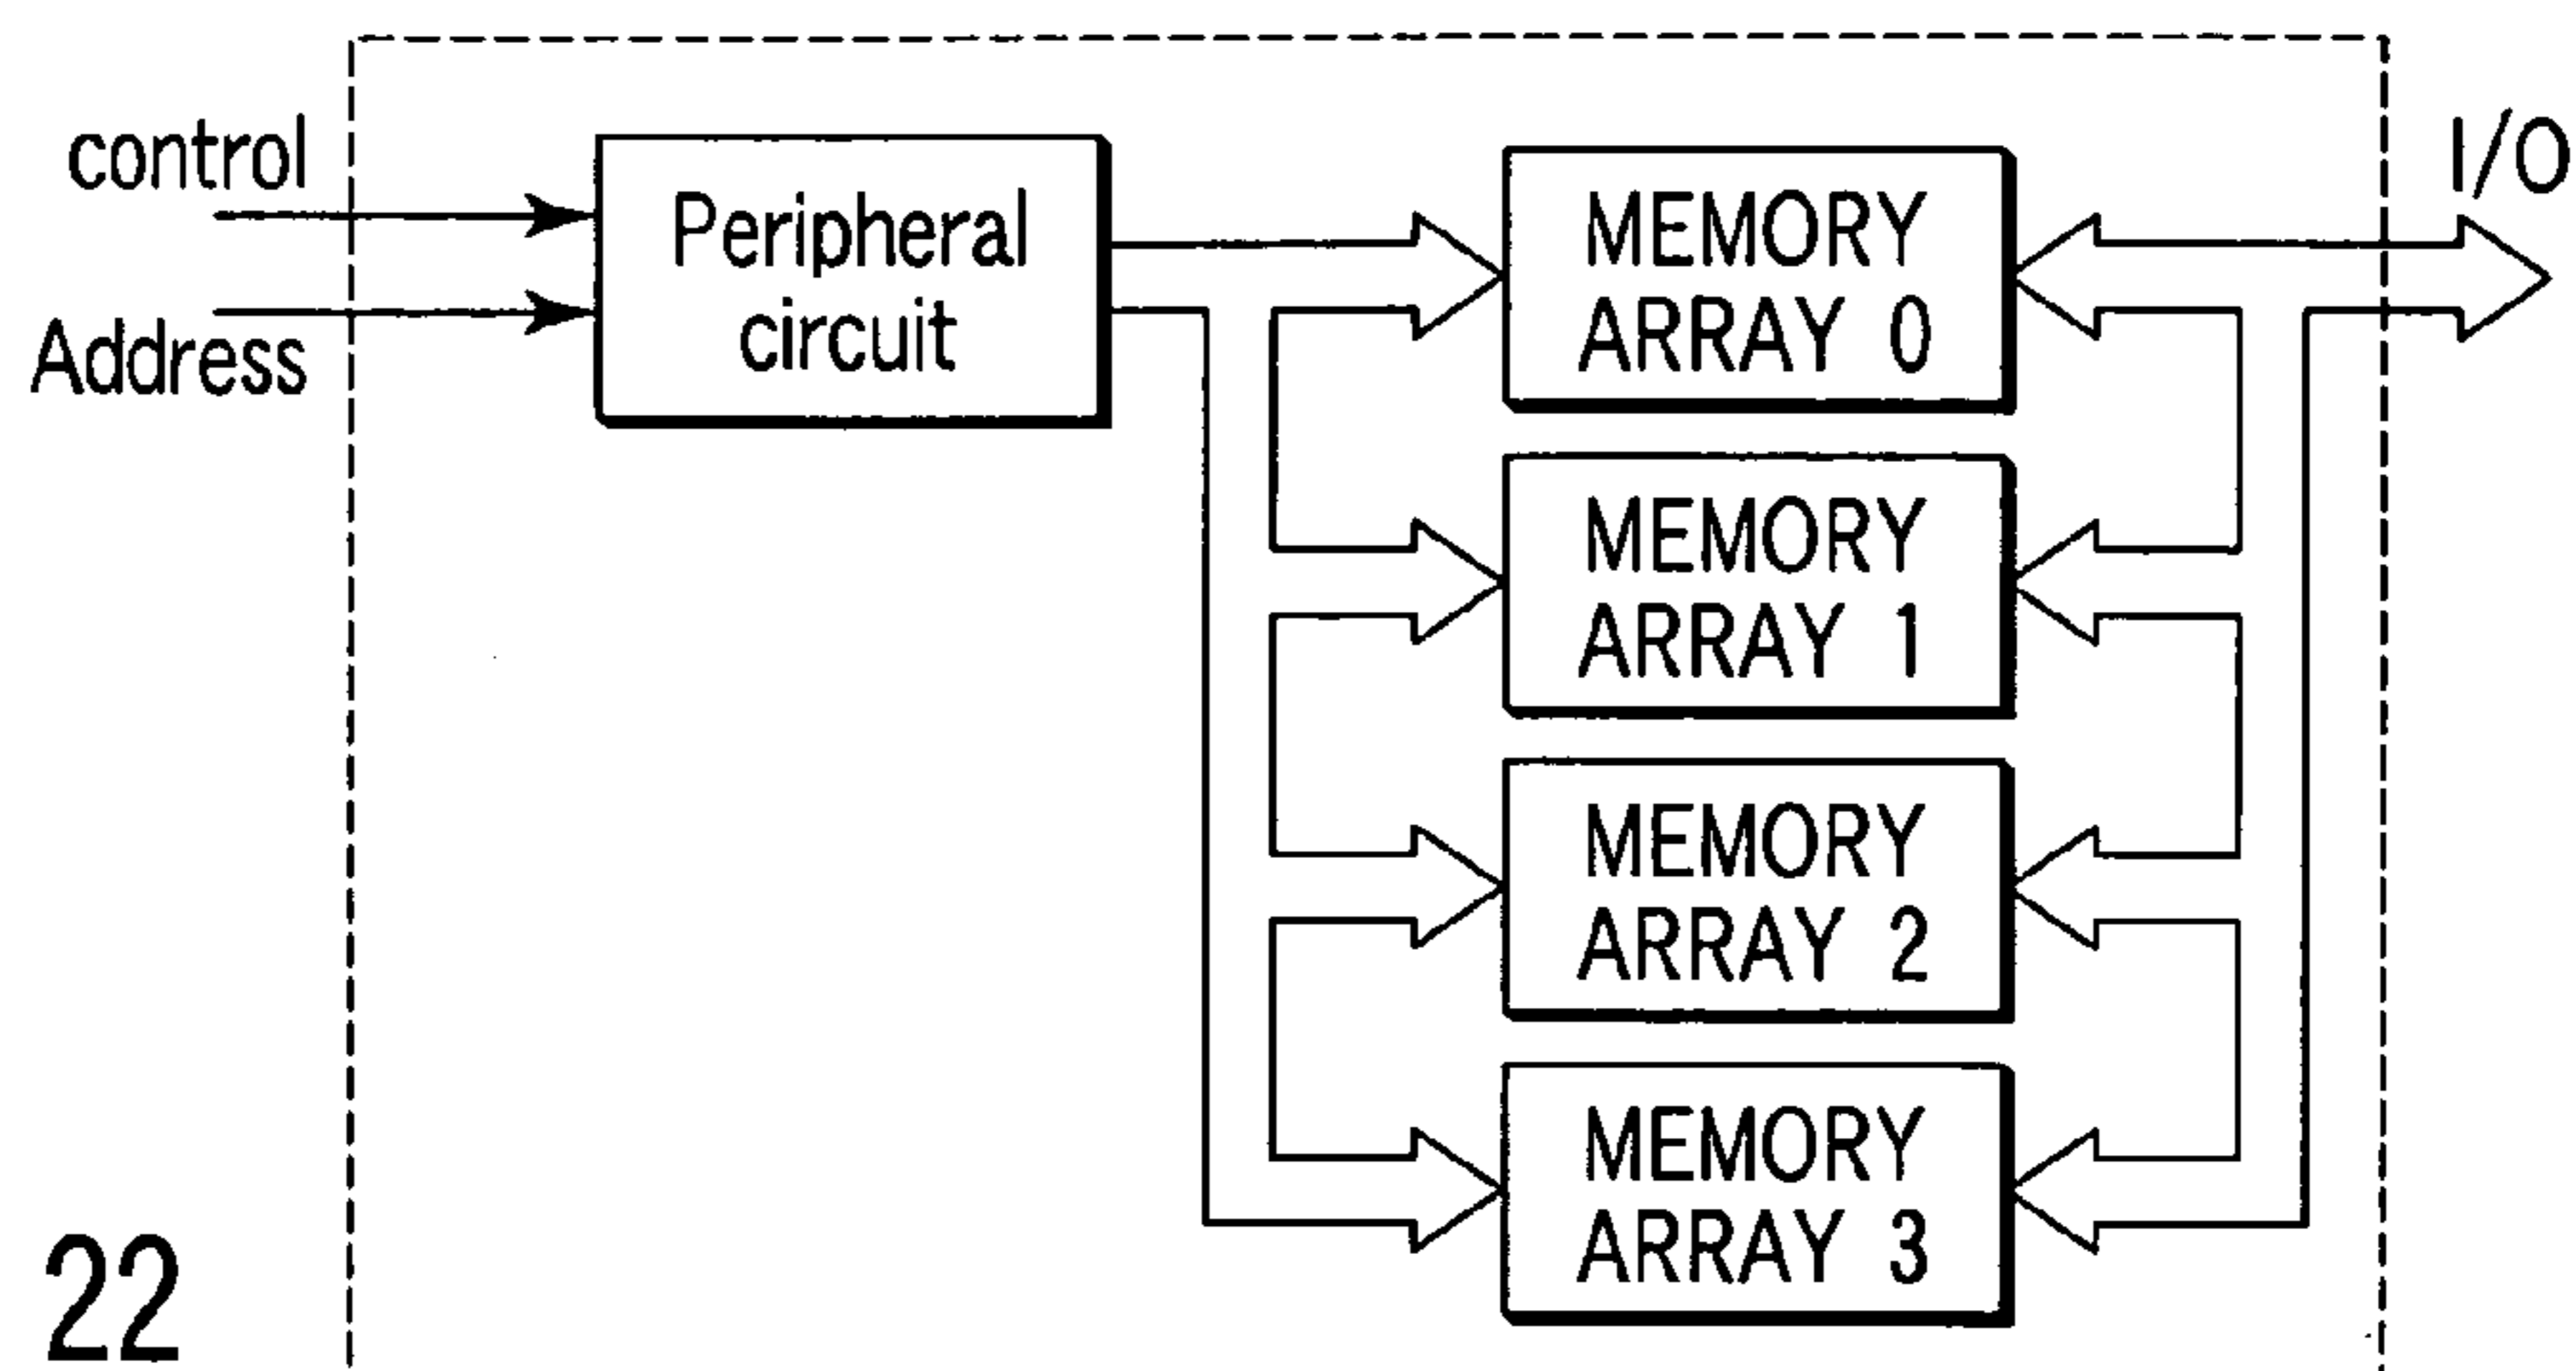 control
Address
Peripheral
circuit
MEMORY
ARRAY 0
MEMORY
ARRAY 1
MEMORY
ARRAY 2
MEMORY
ARRAY 3
I/O
22